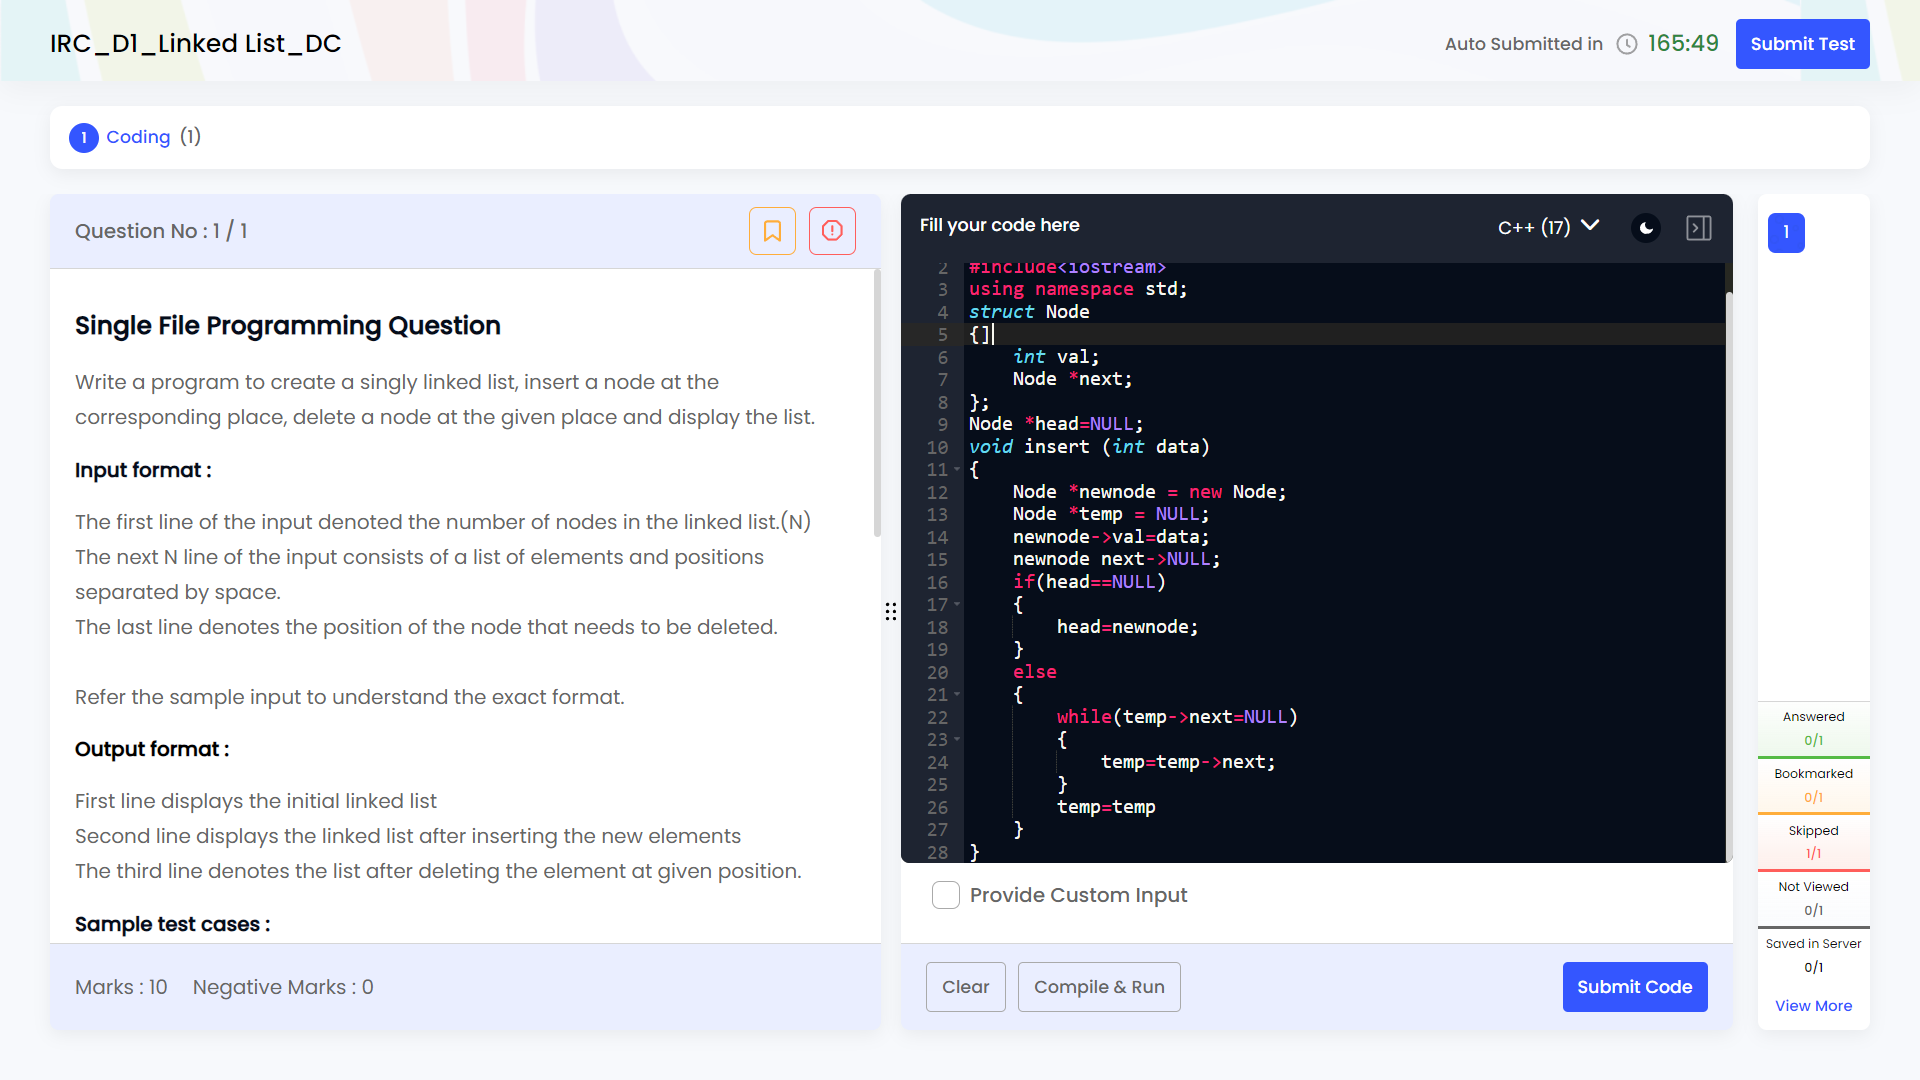 IRC_D1_Linked List_DC
Auto Submitted in 165:49
Submit Test
1 Coding (1)
Question No : 1 / 1
Single File Programming Question
Write a program to create a singly linked list, insert a node at the
corresponding place, delete a node at the given place and display the list.
Input format :
The first line of the input denoted the number of nodes in the linked list.(N)
The next N line of the input consists of a list of elements and positions
separated by space.
The last line denotes the position of the node that needs to be deleted.
Refer the sample input to understand the exact format.
Output format :
First line displays the initial linked list
Second line displays the linked list after inserting the new elements
The third line denotes the list after deleting the element at given position.
Sample test cases :
Marks : 10 Negative Marks : 0
Fill your code here
C++ (17)
2 #include<iostream>
3 using namespace std;
4 struct Node
5 {]
6     int val;
7     Node *next;
8 };
9 Node *head=NULL;
10 void insert (int data)
11 {
12     Node *newnode = new Node;
13     Node *temp = NULL;
14     newnode->val=data;
15     newnode next->NULL;
16     if(head==NULL)
17     {
18         head=newnode;
19     }
20     else
21     {
22         while(temp->next=NULL)
23         {
24             temp=temp->next;
25         }
26         temp=temp
27     }
28 }
Provide Custom Input
Clear
Compile & Run
Submit Code
1
Answered
0/1
Bookmarked
0/1
Skipped
1/1
Not Viewed
0/1
Saved in Server
0/1
View More